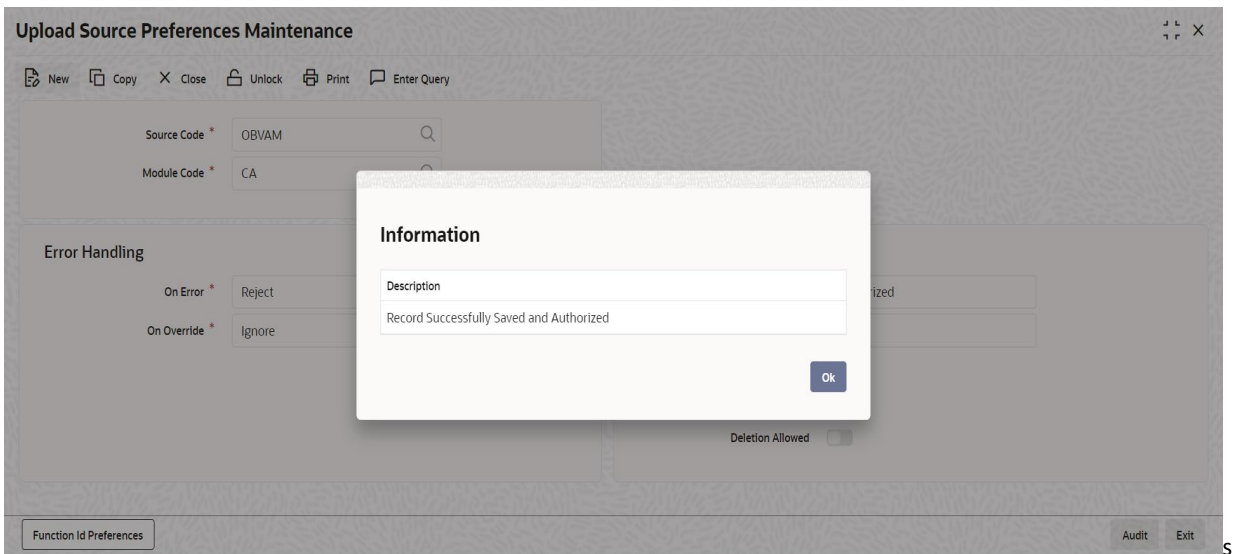 Upload Source Preferences Maintenance
New Copy Close Unlock Print Enter Query
Source Code * OBVAM
Module Code * CA
Information
Error Handling
Description
On Error * Reject
rized
Record Successfully Saved and Authorized
On Override * Ignore
Ok
Deletion Allowed
Function Id Preferences
Audit Exit
s